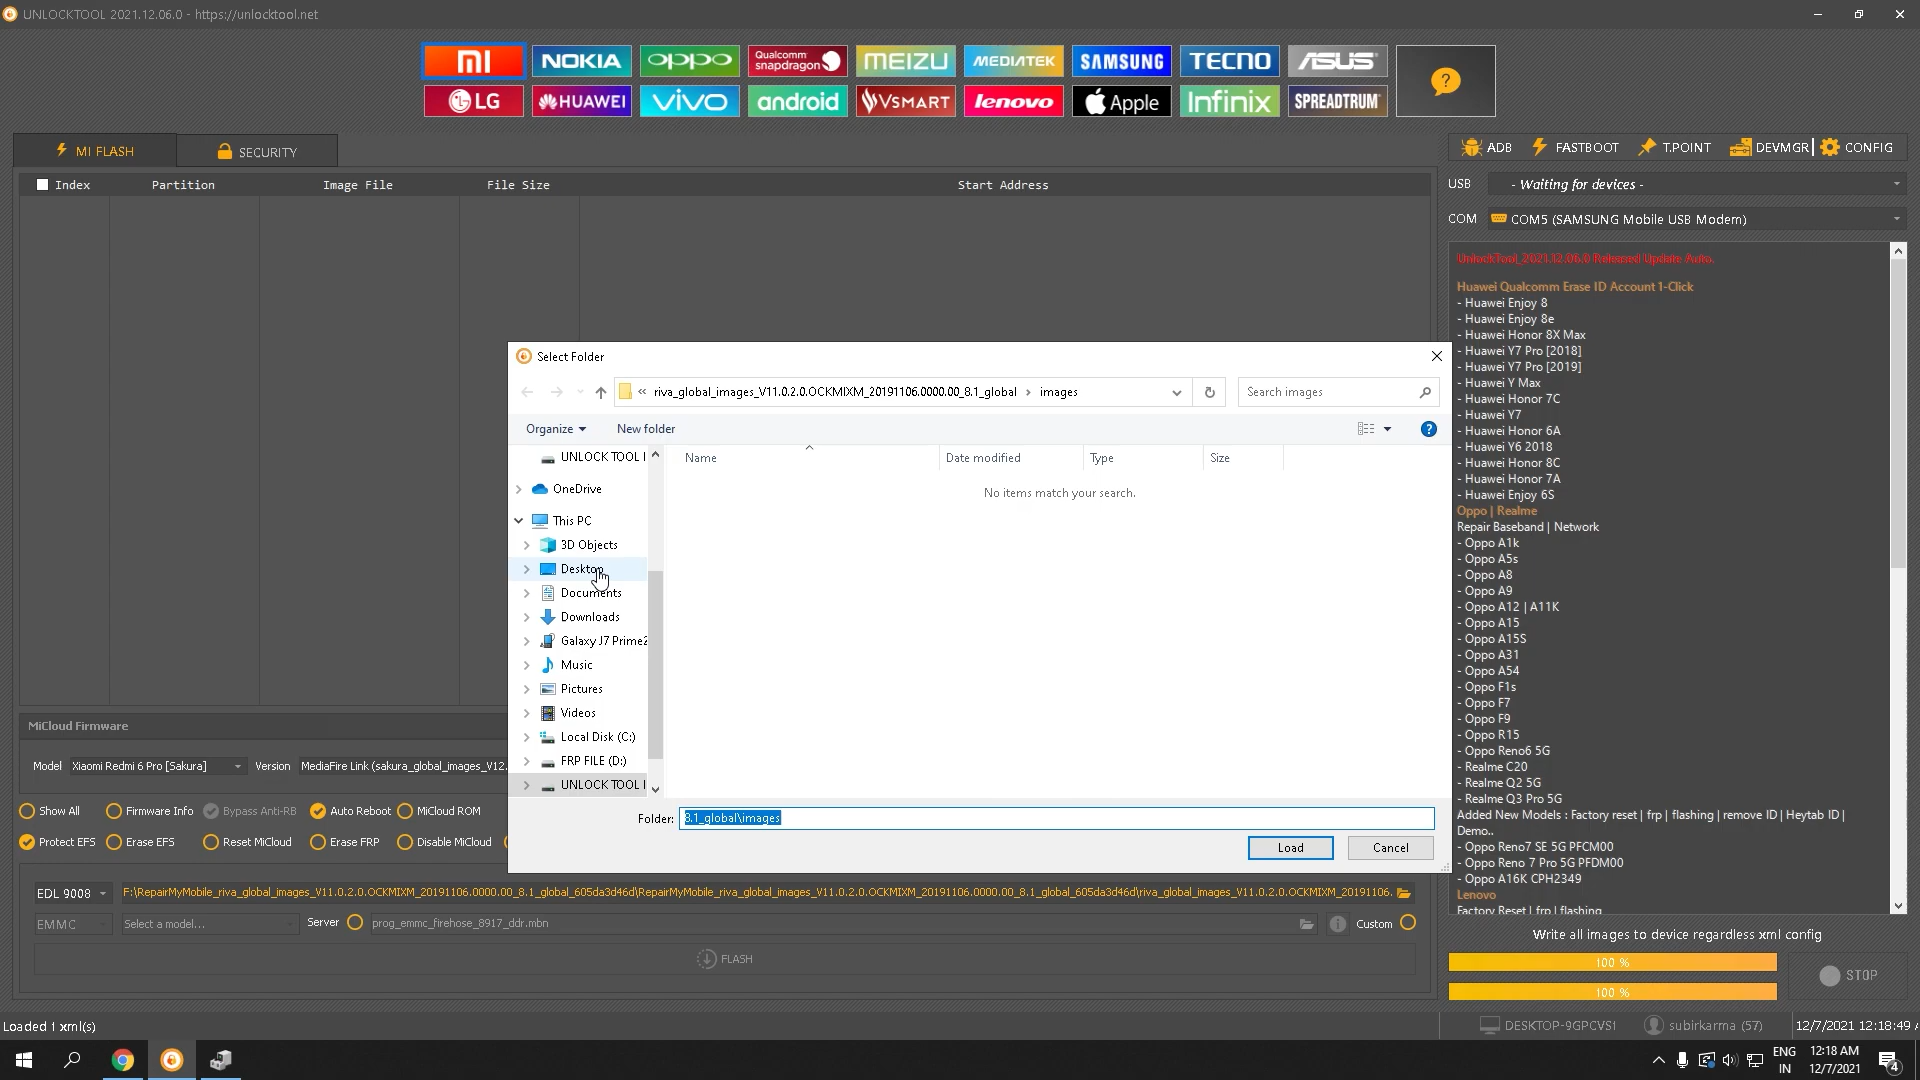 UNLOCKTOOL 2021.12.06.0 - https://unlocktool.net
MI
NOKIA
oppo
Qualcomm snapdragon
MEIZU
MEDIATEK
SAMSUNG
TECNO
ASUS
?
LG
HUAWEI
vivo
android
VSMART
lenovo
Apple
Infinix
SPREADTRUM
MI FLASH
SECURITY
ADB
FASTBOOT
T.POINT
DEVMGR
CONFIG
Index
Partition
Image File
File Size
Start Address
USB
- Waiting for devices -
COM
COM5 (SAMSUNG Mobile USB Modem)
UnlockTool_2021.12.06.0 Released Update Auto.
Huawei Qualcomm Erase ID Account 1-Click
- Huawei Enjoy 8
- Huawei Enjoy 8e
- Huawei Honor 8X Max
- Huawei Y7 Pro [2018]
- Huawei Y7 Pro [2019]
- Huawei Y Max
- Huawei Honor 7C
- Huawei Y7
- Huawei Honor 6A
- Huawei Y6 2018
- Huawei Honor 8C
- Huawei Honor 7A
- Huawei Enjoy 6S
Oppo | Realme
Repair Baseband | Network
- Oppo A1k
- Oppo A5s
- Oppo A8
- Oppo A9
- Oppo A12 | A11K
- Oppo A15
- Oppo A15S
- Oppo A31
- Oppo A54
- Oppo F1s
- Oppo F7
- Oppo F9
- Oppo R15
- Oppo Reno6 5G
- Realme C20
- Realme Q2 5G
- Realme Q3 Pro 5G
Added New Models : Factory reset | frp | flashing | remove ID | Heytab ID |
Demo..
- Oppo Reno7 SE 5G PFCM00
- Oppo Reno 7 Pro 5G PFDM00
- Oppo A16K CPH2349
Lenovo
Factory Reset | frp | flashing
Select Folder
« riva_global_images_V11.0.2.0.OCKMIXM_20191106.0000.00_8.1_global › images
Search images
Organize
New folder
UNLOCK TOOL I
OneDrive
This PC
3D Objects
Desktop
Documents
Downloads
Galaxy J7 Prime2
Music
Pictures
Videos
Local Disk (C:)
FRP FILE (D:)
UNLOCK TOOL I
Name
Date modified
Type
Size
No items match your search.
Folder:
8.1_global\images
Load
Cancel
MiCloud Firmware
Model
Xiaomi Redmi 6 Pro [Sakura]
Version
MediaFire Link (sakura_global_images_V12.
Show All
Firmware Info
Bypass Anti-RB
Auto Reboot
MiCloud ROM
Protect EFS
Erase EFS
Reset MiCloud
Erase FRP
Disable MiCloud
EDL 9008
F:\RepairMyMobile_riva_global_images_V11.0.2.0.OCKMIXM_20191106.0000.00_8.1_global_605da3d46d\RepairMyMobile_riva_global_images_V11.0.2.0.OCKMIXM_20191106.0000.00_8.1_global_605da3d46d\riva_global_images_V11.0.2.0.OCKMIXM_20191106.
EMMC
Select a model...
Server
prog_emmc_firehose_8917_ddr.mbn
Custom
FLASH
Write all images to device regardless xml config
100 %
100 %
STOP
Loaded 1 xml(s)
DESKTOP-9GPCVS1
subirkarma (57)
12/7/2021 12:18:49
ENG
IN
12:18 AM
12/7/2021
4